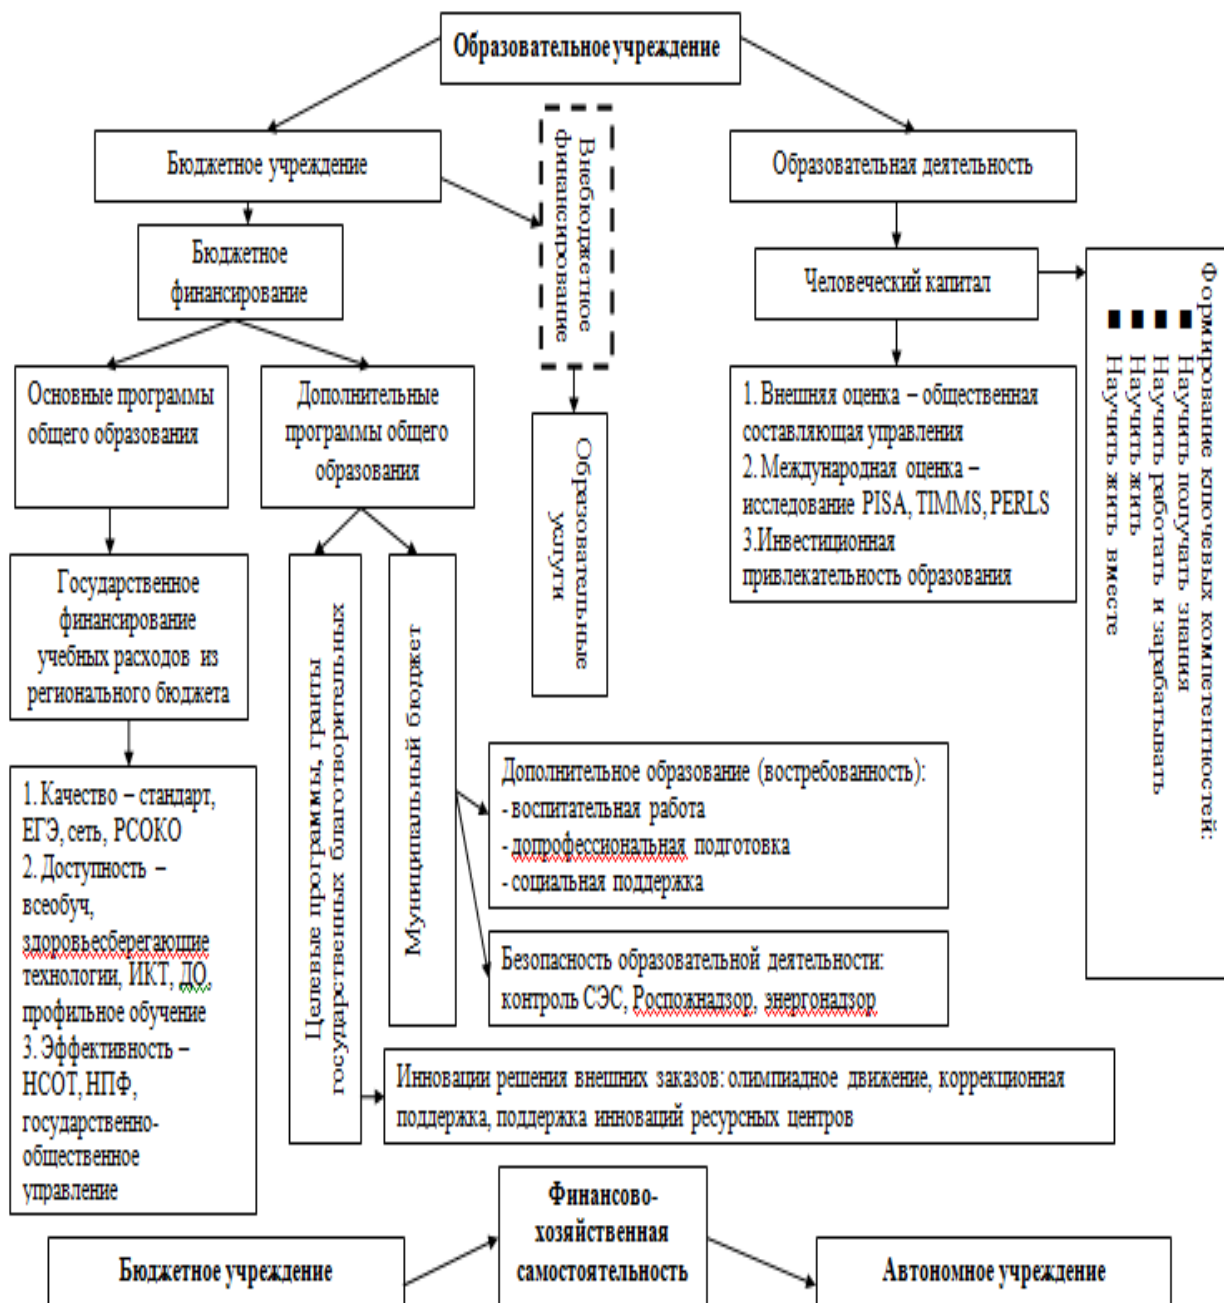 Образовательное учреждение
Бюджетное учреждение
Внебюджетное
финансирование
Образовательная деятельность
Бюджетное
финансирование
Человеческий капитал
Формирование ключевых компетентностей:
■ Научить получать знания
■ Научить работать и зарабатывать
■ Научить жить
■ Научить жить вместе
Основные программы
общего образования
Дополнительные
программы общего
образования
Образовательные
услуги
1. Внешняя оценка – общественная
составляющая управления
2. Международная оценка –
исследование PISA, TIMMS, PERLS
3.Инвестиционная
привлекательность образования
Государственное
финансирование
учебных расходов из
регионального бюджета
Целевые программы, гранты
государственных благотворительных
Муниципальный бюджет
1. Качество – стандарт,
ЕГЭ, сеть, РСОКО
2. Доступность –
всеобуч,
здоровьесберегающие
технологии, ИКТ, ДО,
профильное обучение
3. Эффективность –
НСОТ, НПФ,
государственно-
общественное
управление
Дополнительное образование (востребованность):
- воспитательная работа
- допрофессиональная подготовка
- социальная поддержка
Безопасность образовательной деятельности:
контроль СЭС, Роспожнадзор, энергонадзор
Инновации решения внешних заказов: олимпиадное движение, коррекционная
поддержка, поддержка инноваций ресурсных центров
Бюджетное учреждение
Финансово-
хозяйственная
самостоятельность
Автономное учреждение